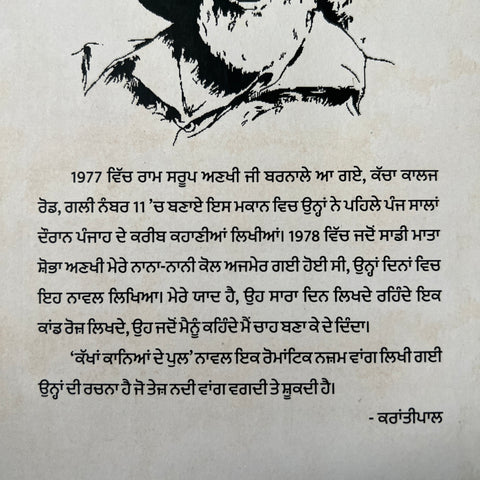 1977 ਵਿੱਚ ਰਾਮ ਸਰੂਪ ਅਣਖੀ ਜੀ ਬਰਨਾਲੇ ਆ ਗਏ, ਕੱਚਾ ਕਾਲਜ
ਰੋਡ, ਗਲੀ ਨੰਬਰ 11 'ਚ ਬਣਾਏ ਇਸ ਮਕਾਨ ਵਿਚ ਉਨ੍ਹਾਂ ਨੇ ਪਹਿਲੇ ਪੰਜ ਸਾਲਾਂ
ਦੌਰਾਨ ਪੰਜਾਹ ਦੇ ਕਰੀਬ ਕਹਾਣੀਆਂ ਲਿਖੀਆਂ। 1978 ਵਿੱਚ ਜਦੋਂ ਸਾਡੀ ਮਾਤਾ
ਸ਼ੋਭਾ ਅਣਖੀ ਮੇਰੇ ਨਾਨਾ-ਨਾਨੀ ਕੋਲ ਅਜਮੇਰ ਗਈ ਹੋਈ ਸੀ, ਉਨ੍ਹਾਂ ਦਿਨਾਂ ਵਿਚ
ਇਹ ਨਾਵਲ ਲਿਖਿਆ। ਮੇਰੇ ਯਾਦ ਹੈ, ਉਹ ਸਾਰਾ ਦਿਨ ਲਿਖਦੇ ਰਹਿੰਦੇ ਇਕ
ਕਾਂਡ ਰੋਜ਼ ਲਿਖਦੇ, ਉਹ ਜਦੋਂ ਮੈਨੂੰ ਕਹਿੰਦੇ ਮੈਂ ਚਾਹ ਬਣਾ ਕੇ ਦੇ ਦਿੰਦਾ।
'ਕੱਖਾਂ ਕਾਨਿਆਂ ਦੇ ਪੁਲ' ਨਾਵਲ ਇਕ ਰੋਮਾਂਟਿਕ ਨਜ਼ਮ ਵਾਂਗ ਲਿਖੀ ਗਈ
ਉਨ੍ਹਾਂ ਦੀ ਰਚਨਾ ਹੈ ਜੋ ਤੇਜ਼ ਨਦੀ ਵਾਂਗ ਵਗਦੀ ਤੇ ਸ਼ੂਕਦੀ ਹੈ।
- ਕਰਾਂਤੀਪਾਲ